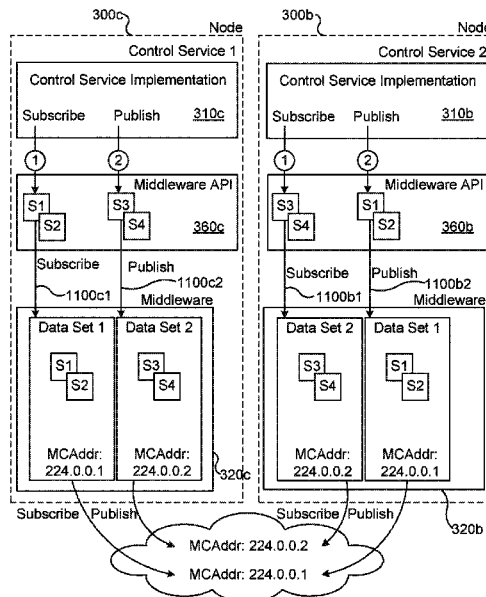 300c
Node
Control Service 1
Control Service Implementation
Subscribe
Publish
310c
1
2
Middleware API
S1
S2
S3
S4
360c
Subscribe
Publish
1100c1
1100c2
Middleware
Data Set 1
Data Set 2
S1
S2
S3
S4
MCAddr:
224.0.0.1
MCAddr:
224.0.0.2
320c
Subscribe
Publish
300b
Node
Control Service 2
Control Service Implementation
Subscribe
Publish
310b
1
2
Middleware API
S3
S4
S1
S2
360b
Subscribe
Publish
1100b1
1100b2
Middleware
Data Set 2
Data Set 1
S3
S4
S1
S2
MCAddr:
224.0.0.2
MCAddr:
224.0.0.1
Subscribe
Publish
320b
MCAddr: 224.0.0.2
MCAddr: 224.0.0.1